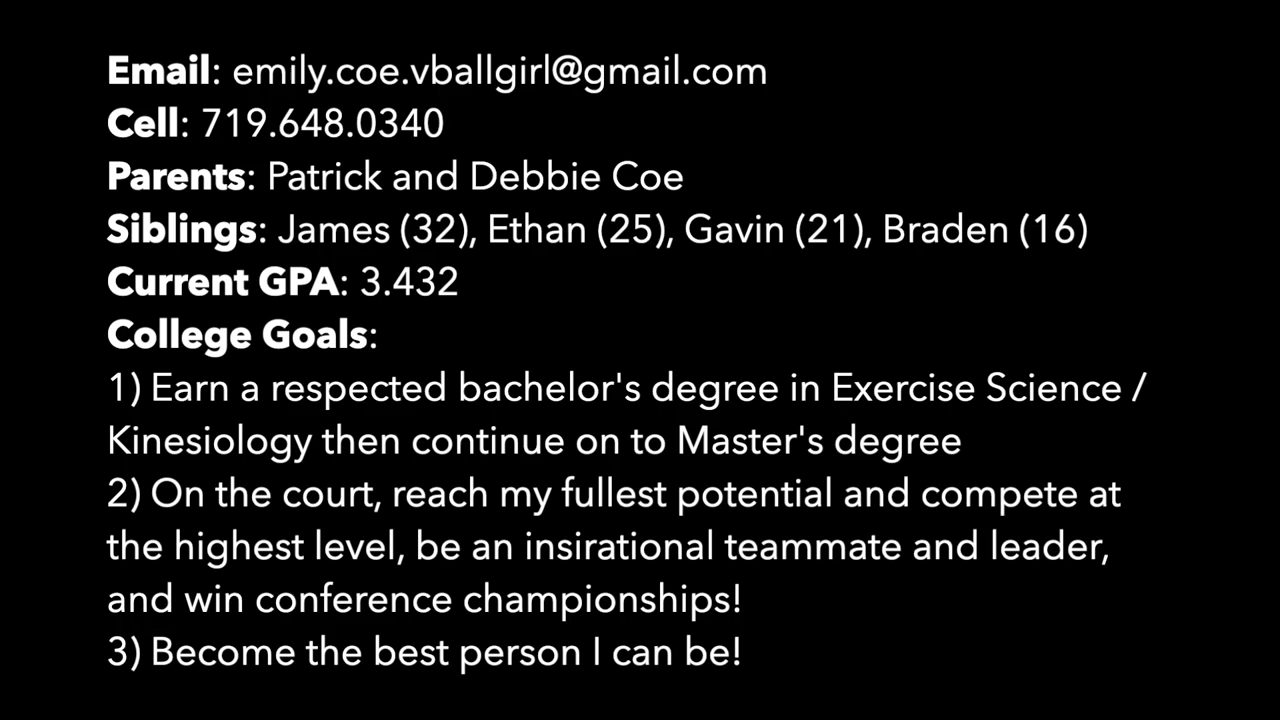 Email: emily.coe.vballgirl@gmail.com
Cell: 719.648.0340
Parents: Patrick and Debbie Coe
Siblings: James (32), Ethan (25), Gavin (21), Braden (16)
Current GPA: 3.432
College Goals:
1) Earn a respected bachelor's degree in Exercise Science /
Kinesiology then continue on to Master's degree
2) On the court, reach my fullest potential and compete at
the highest level, be an insirational teammate and leader,
and win conference championships!
3) Become the best person I can be!